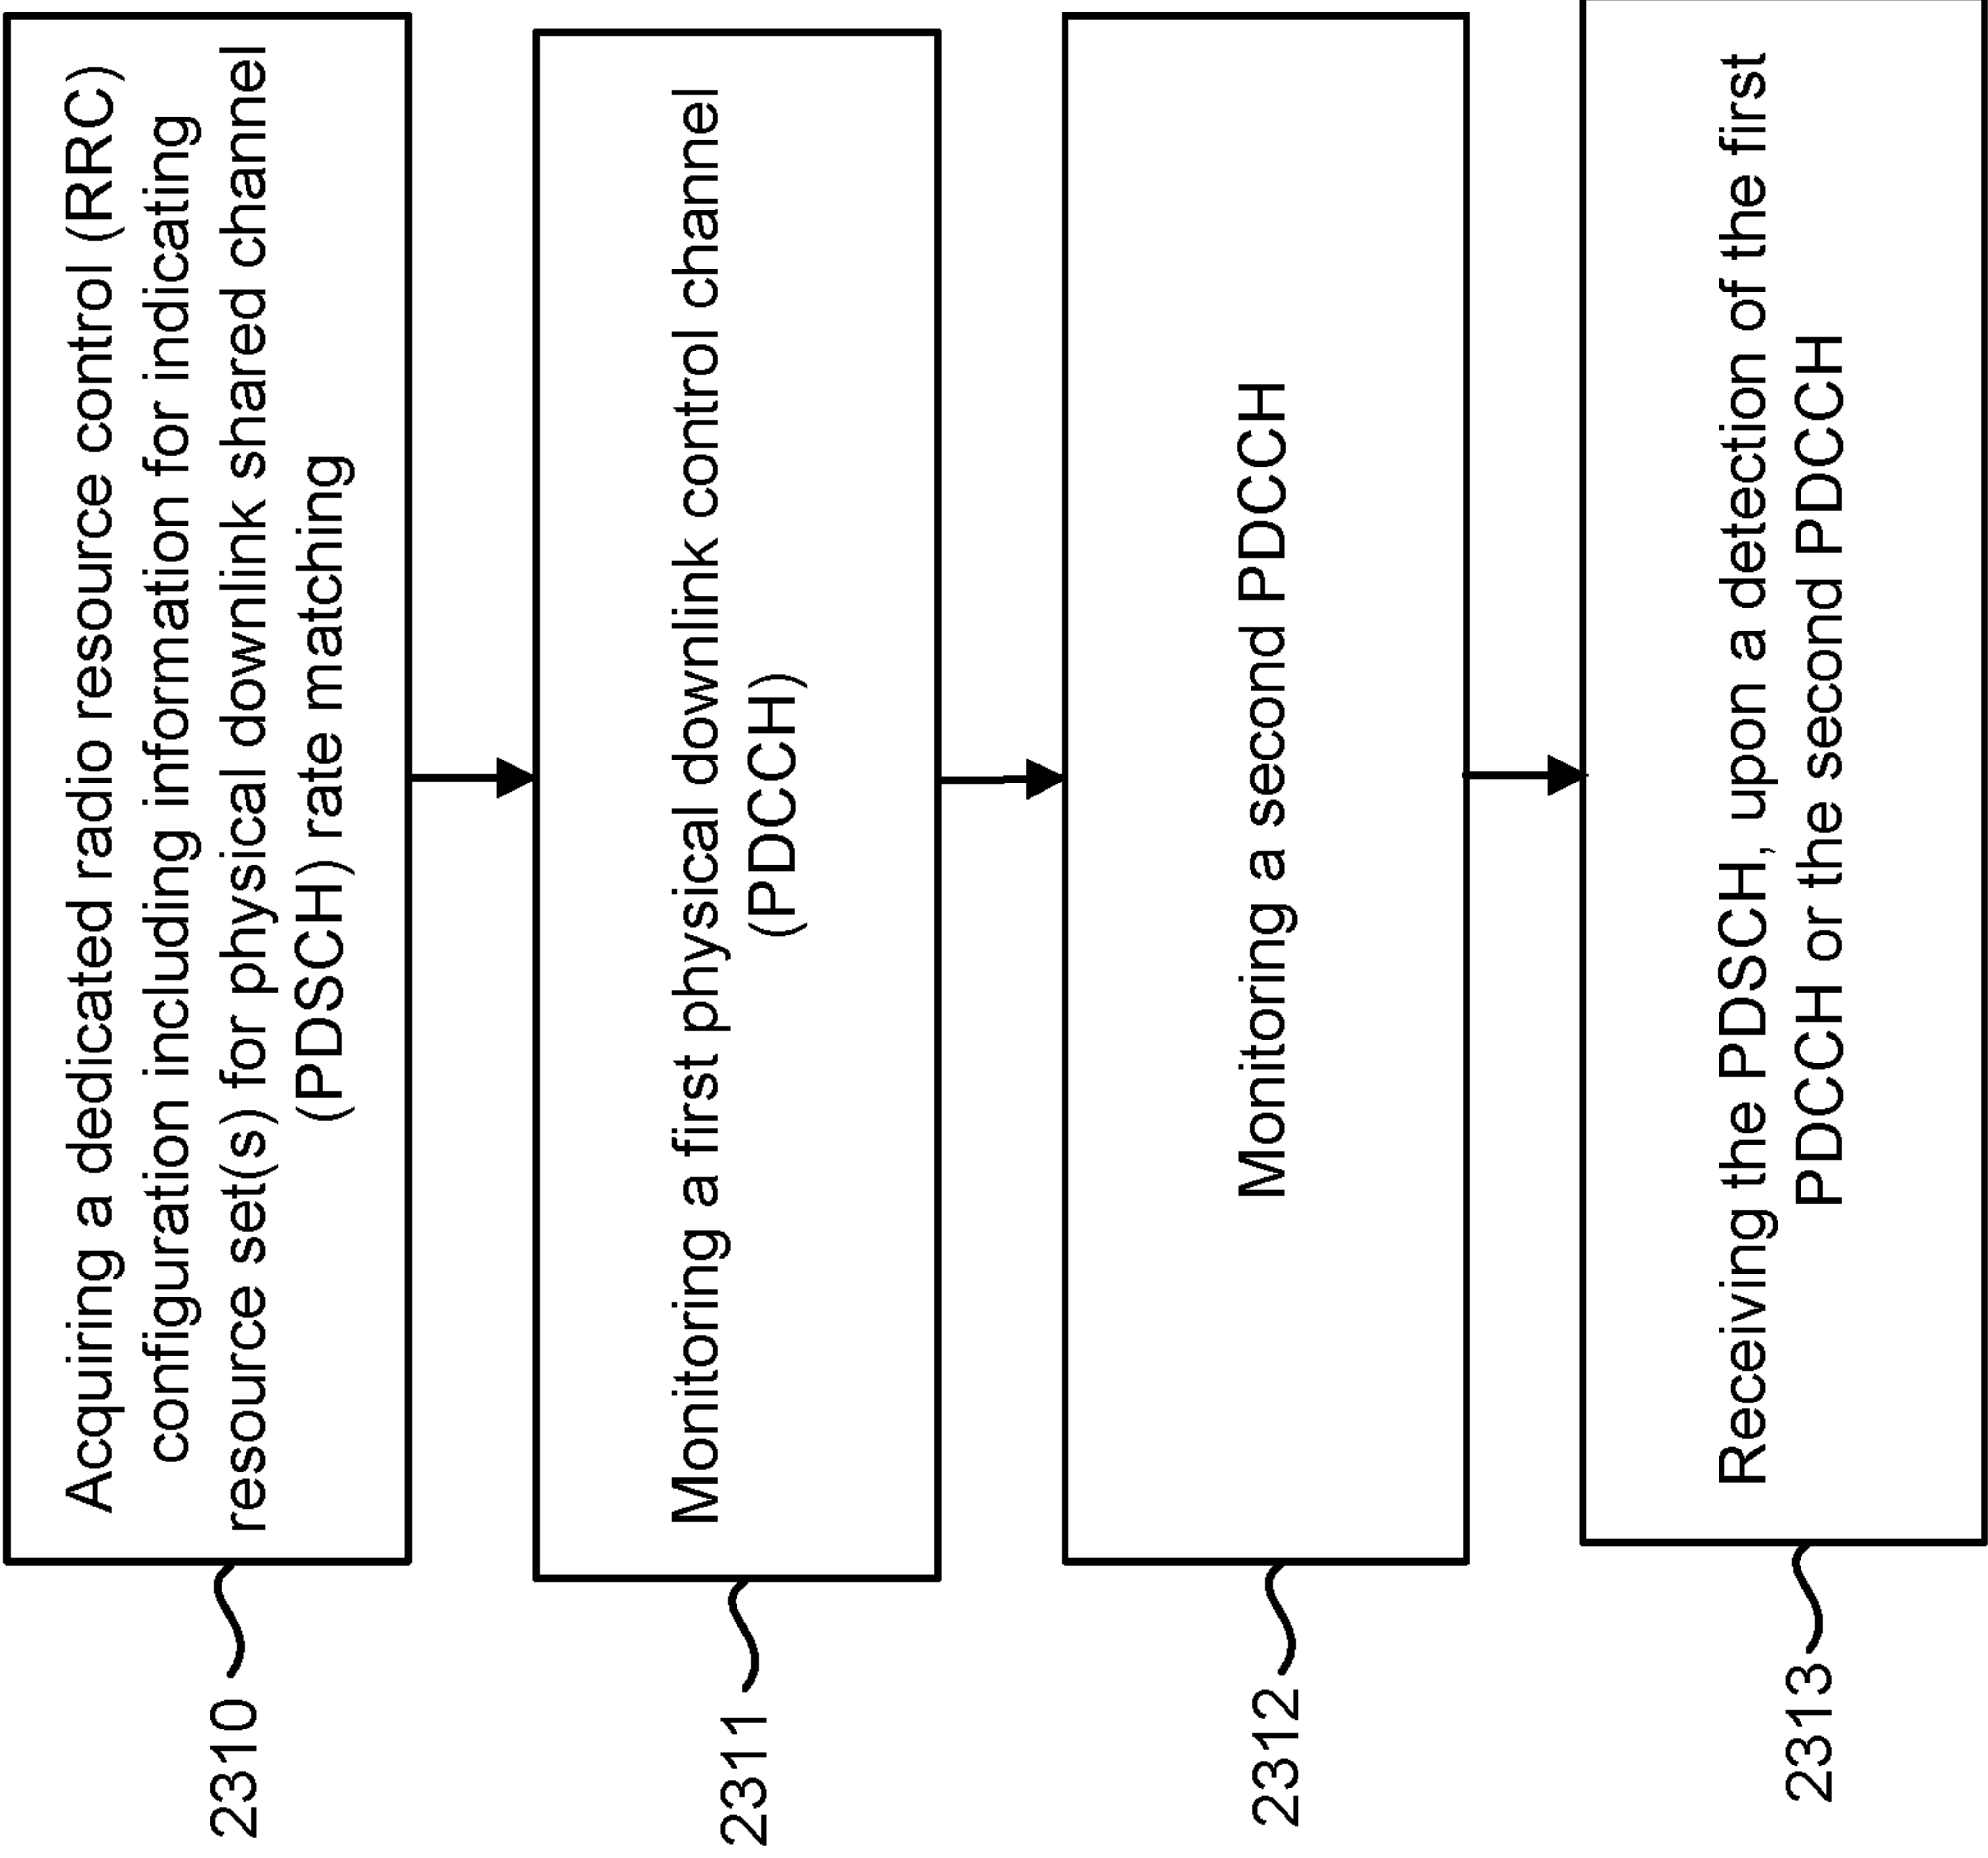 2310
Acquiring a dedicated radio resource control (RRC)
configuration including information for indicating
resource set(s) for physical downlink shared channel
(PDSCH) rate matching
2311
Monitoring a first physical downlink control channel
(PDCCH)
2312
Monitoring a second PDCCH
2313
Receiving the PDSCH, upon a detection of the first
PDCCH or the second PDCCH